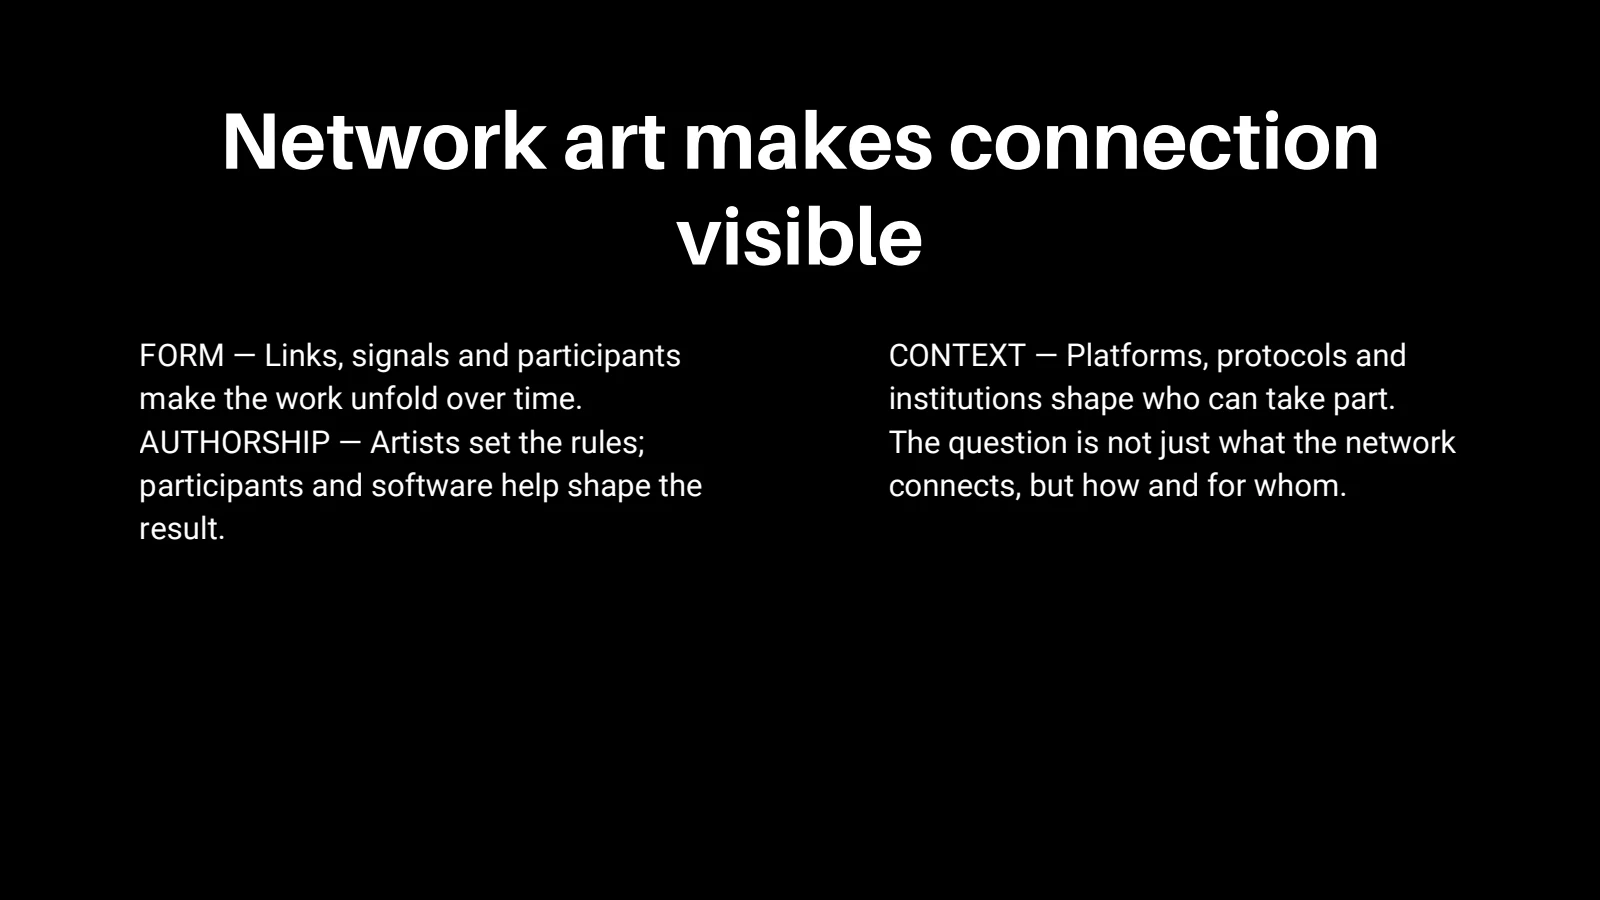 Network art makes connection
visible
FORM — Links, signals and participants
make the work unfold over time.
AUTHORSHIP — Artists set the rules;
participants and software help shape the
result.
CONTEXT — Platforms, protocols and
institutions shape who can take part.
The question is not just what the network
connects, but how and for whom.